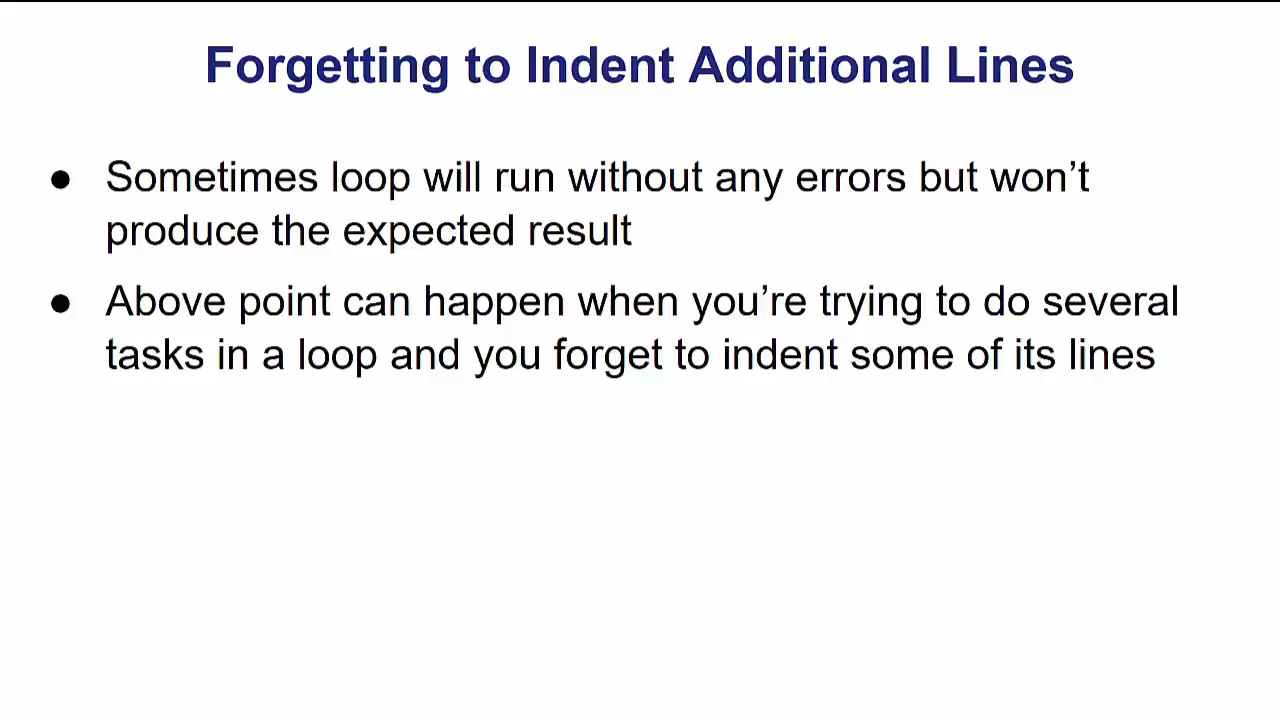 Forgetting to Indent Additional Lines
● Sometimes loop will run without any errors but won’t
produce the expected result
● Above point can happen when you’re trying to do several
tasks in a loop and you forget to indent some of its lines